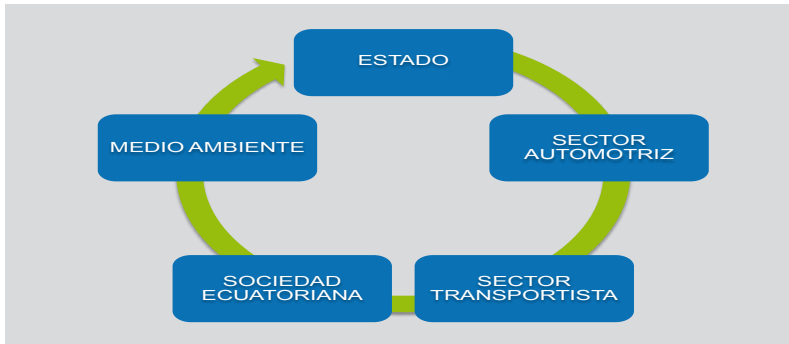 ESTADO
SECTOR
AUTOMOTRIZ
SECTOR
TRANSPORTISTA
SOCIEDAD
ECUATORIANA
MEDIO AMBIENTE